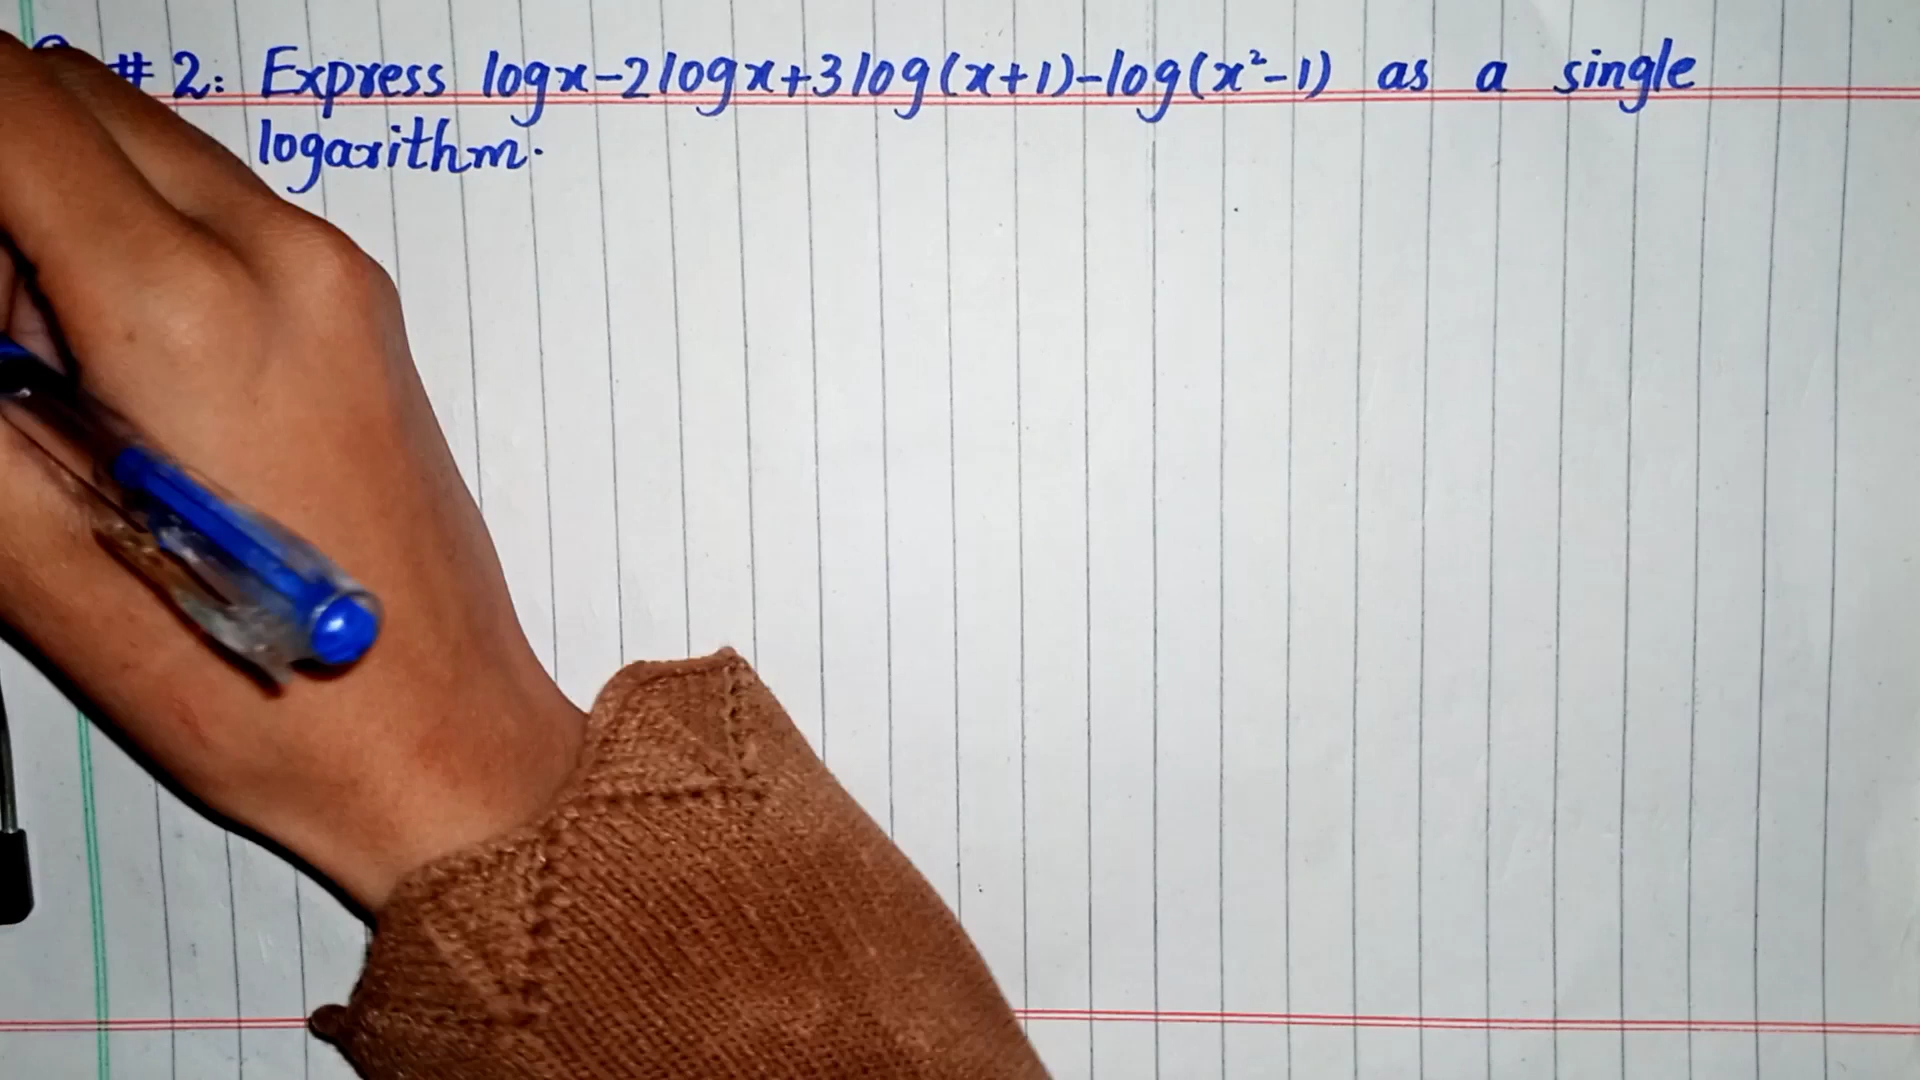 # 2: Express logx-2logx+3log(x+1)-log(x²-1) as a single
logarithm.